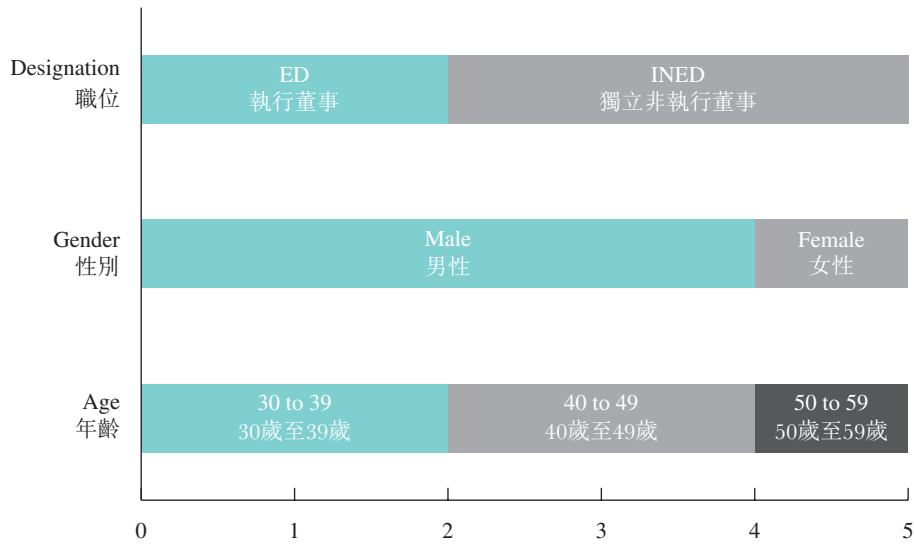 Designation
職位
ED
執行董事
INED
獨立非執行董事
Gender
性別
Male
男性
Female
女性
Age
年齡
30 to 39
30歲至39歲
40 to 49
40歲至49歲
50 to 59
50歲至59歲
0 1 2 3 4 5